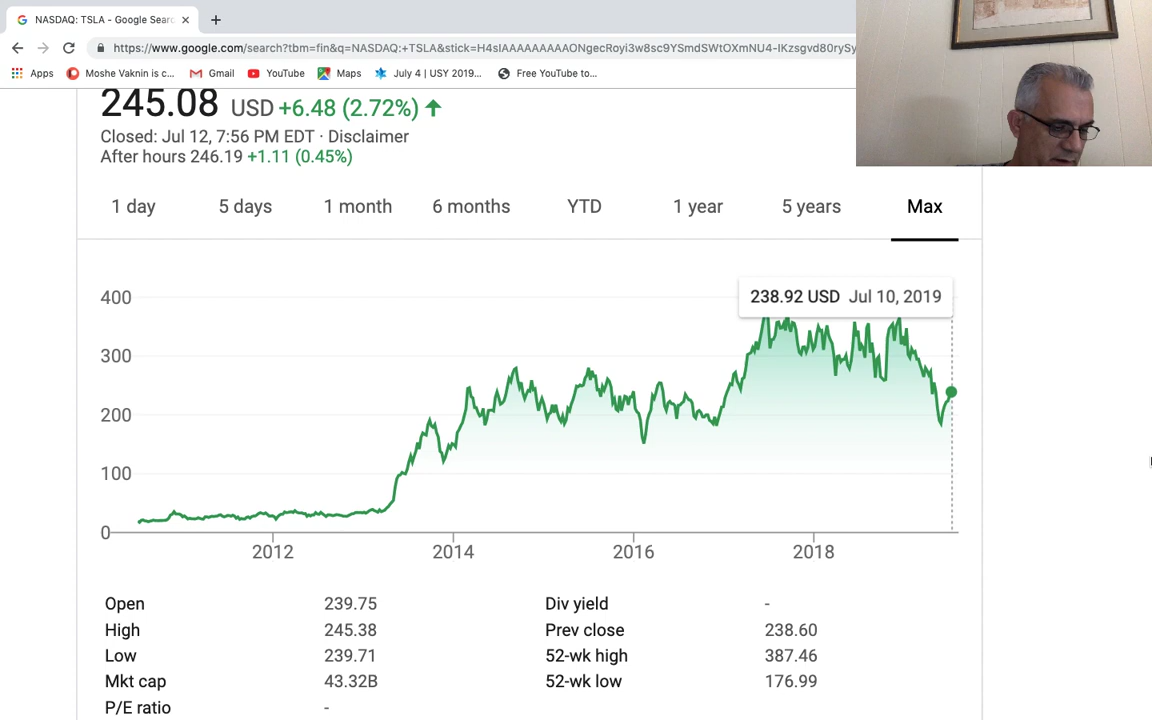 NASDAQ: TSLA - Google Sear
https://www.google.com/search?tbm=fin&q=NASDAQ:+TSLA&stick=
Apps Moshe Vaknin is c... Gmail YouTube Maps July 4 | USY 2019... Free YouTube to...
245.08 USD +6.48 (2.72%)
Closed: Jul 12, 7:56 PM EDT · Disclaimer
After hours 246.19 +1.11 (0.45%)
1 day 5 days 1 month 6 months YTD 1 year 5 years Max
238.92 USD Jul 10, 2019
400
300
200
100
0
2012 2014 2016 2018
Open 239.75 Div yield -
High 245.38 Prev close 238.60
Low 239.71 52-wk high 387.46
Mkt cap 43.32B 52-wk low 176.99
P/E ratio -